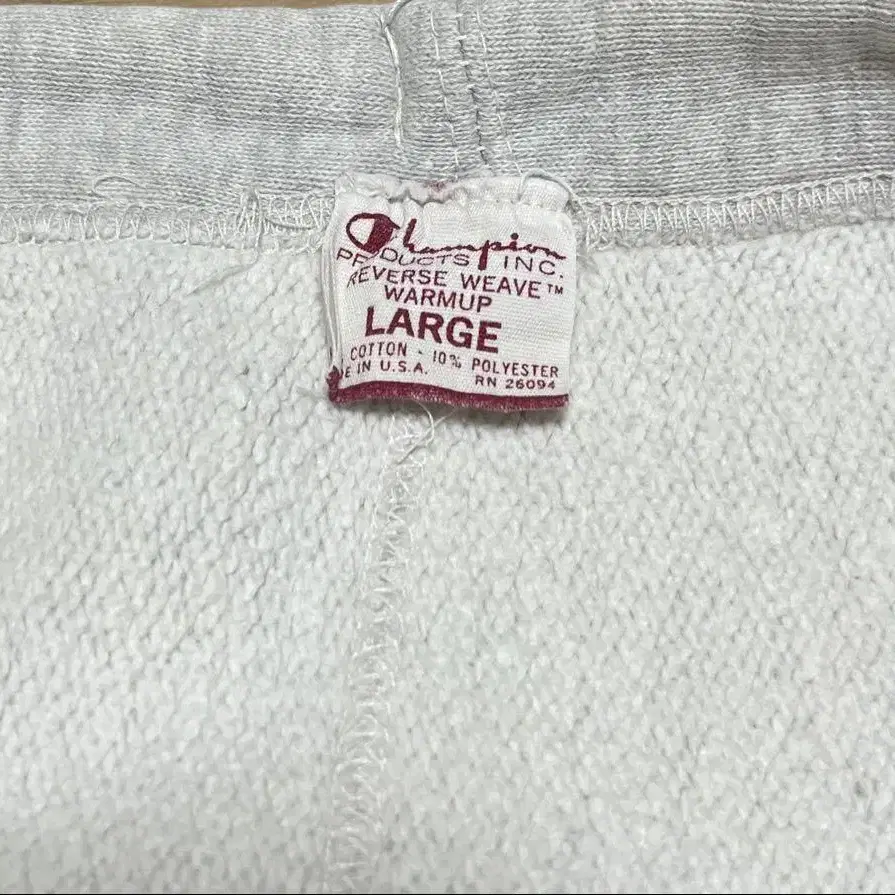 Champion
PRODUCTS INC.
REVERSE WEAVE™
WARMUP
LARGE
COTTON - 10% POLYESTER
E IN U.S.A. RN 26094